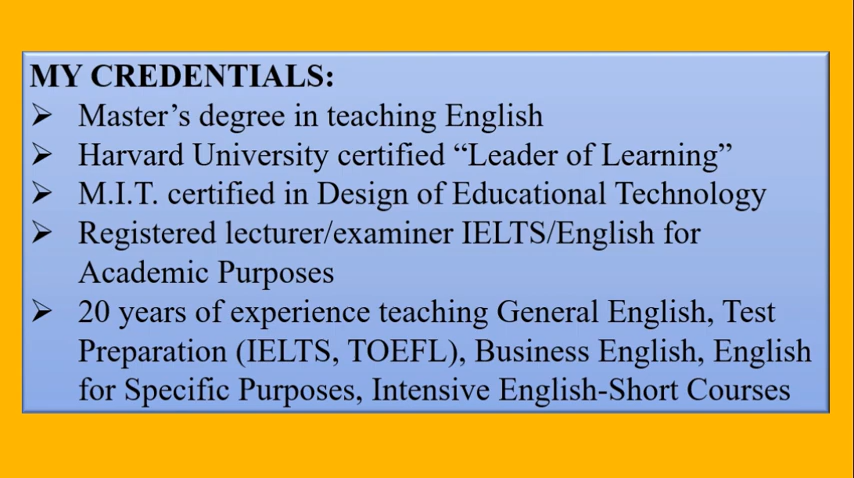 MY CREDENTIALS:
➢ Master’s degree in teaching English
➢ Harvard University certified “Leader of Learning”
➢ M.I.T. certified in Design of Educational Technology
➢ Registered lecturer/examiner IELTS/English for
Academic Purposes
➢ 20 years of experience teaching General English, Test
Preparation (IELTS, TOEFL), Business English, English
for Specific Purposes, Intensive English-Short Courses